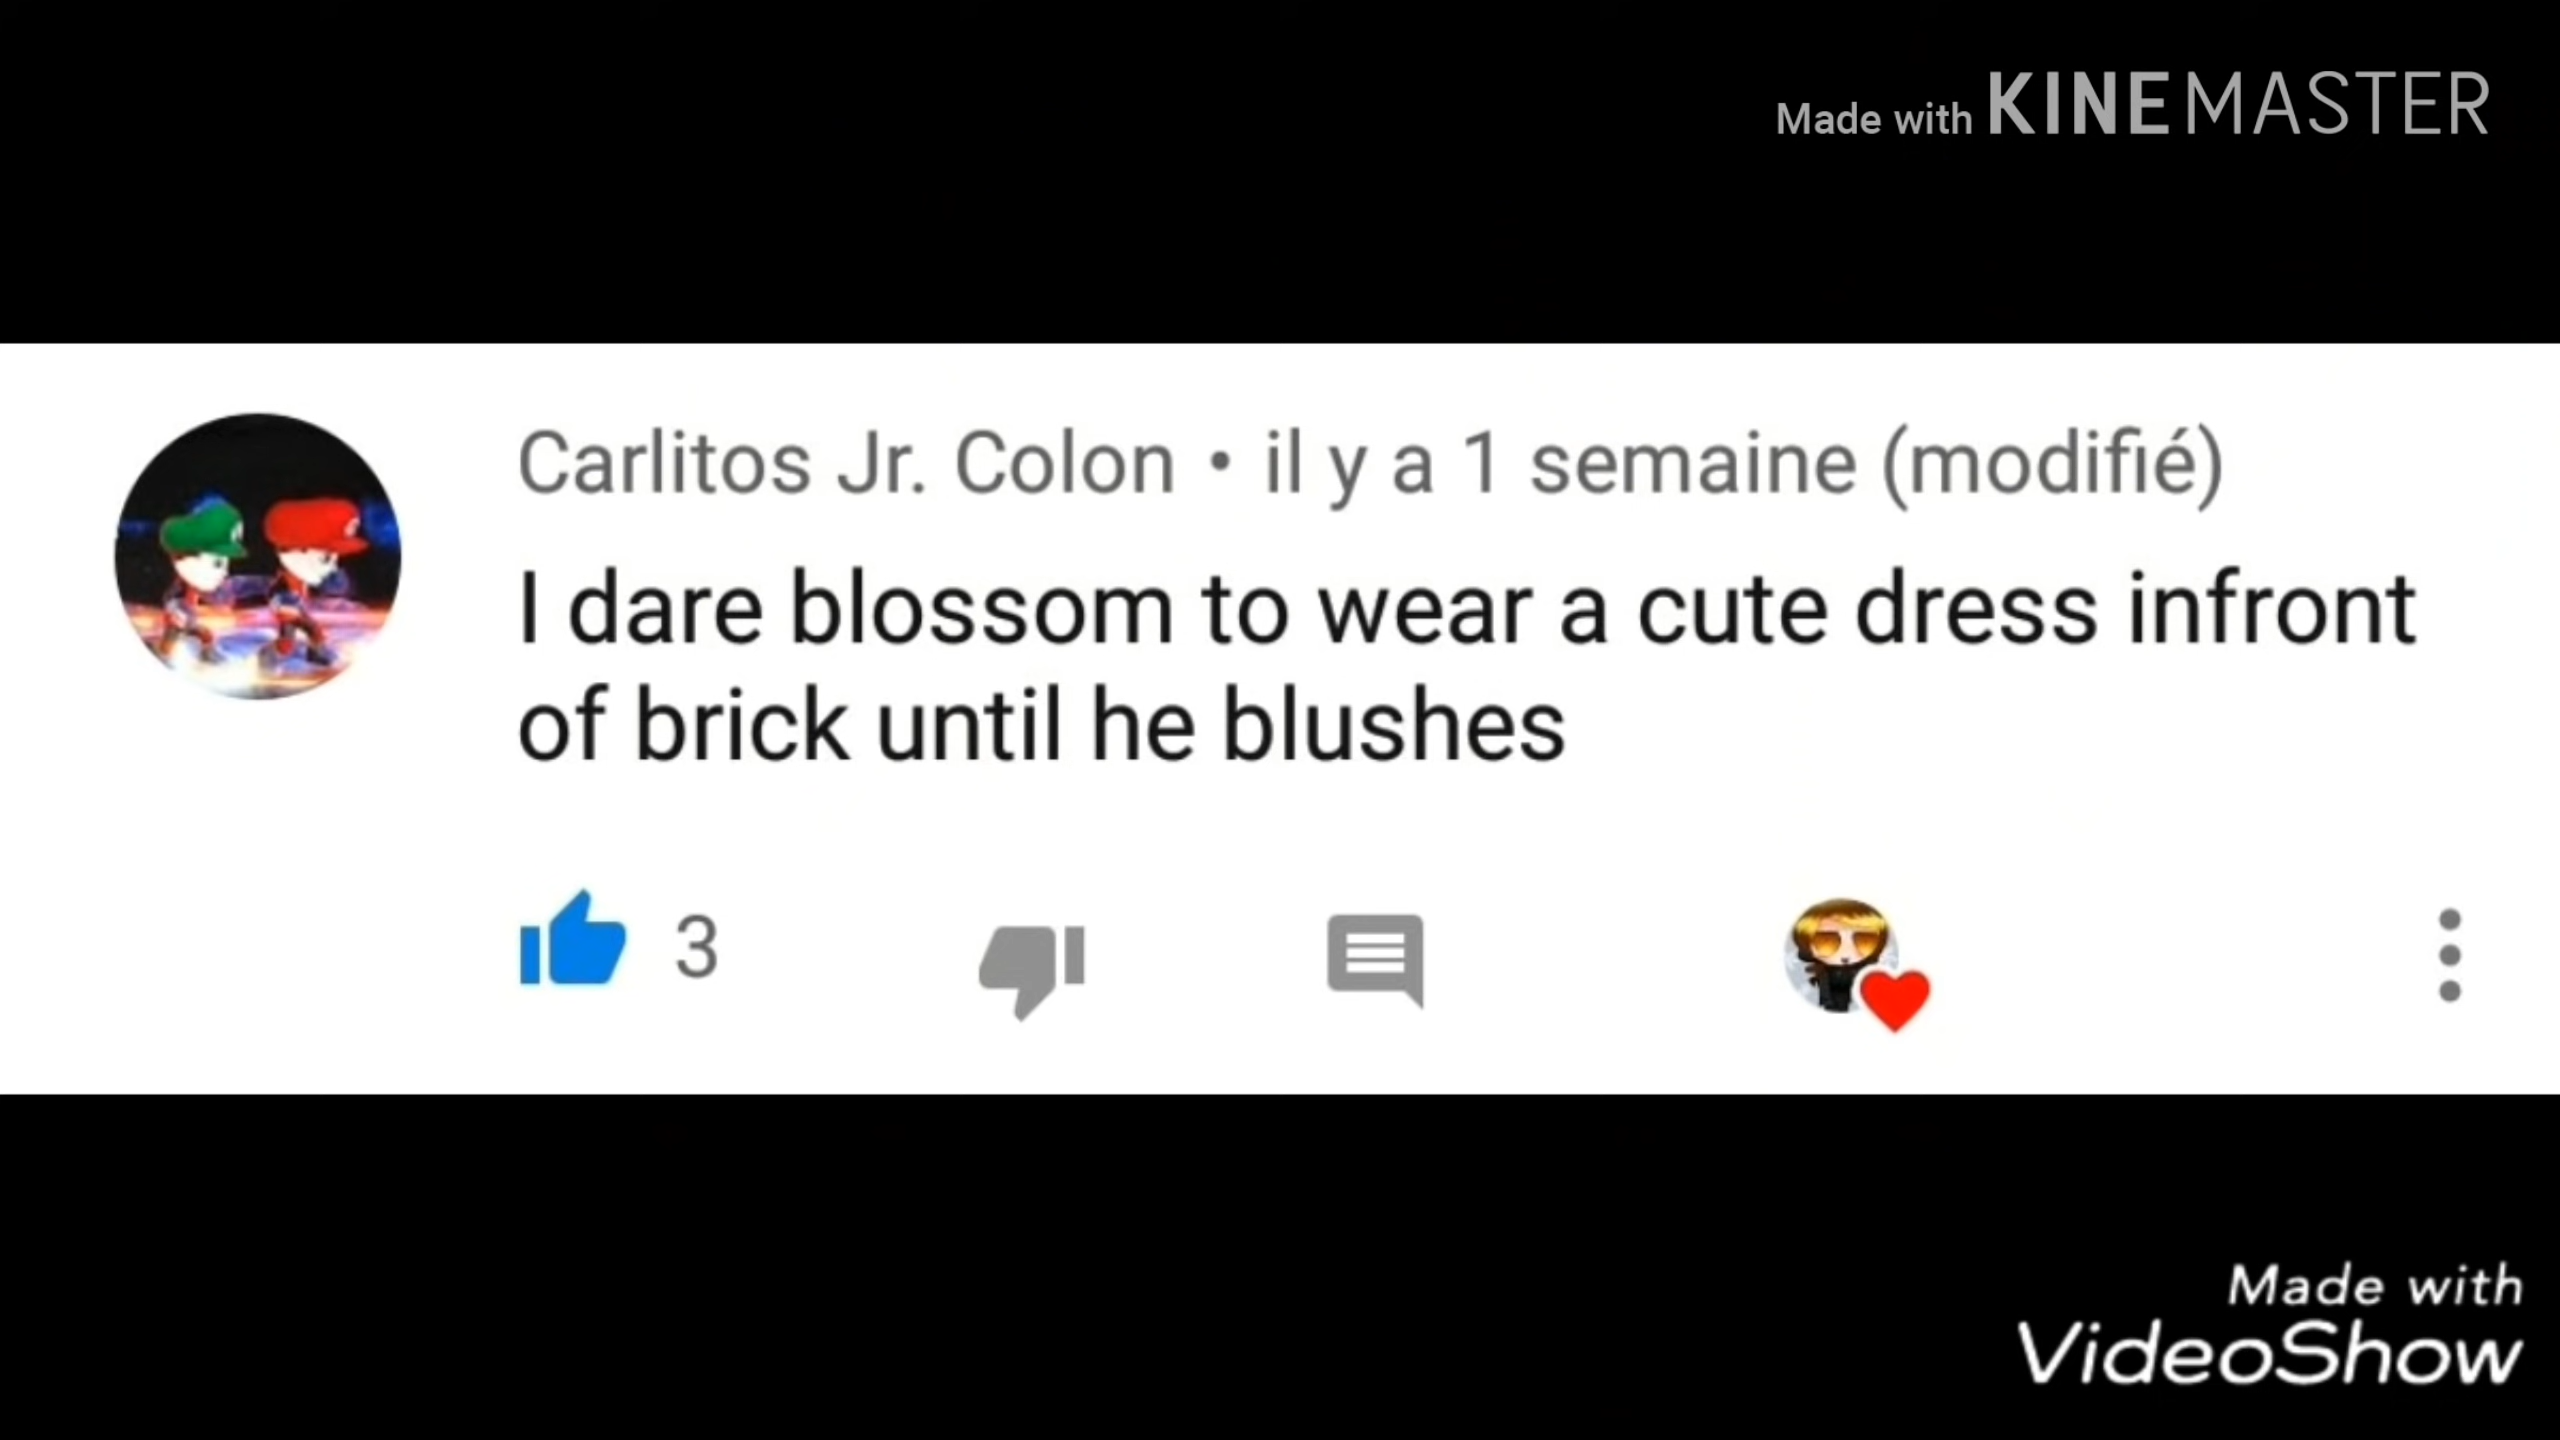 Made with KINEMASTER
Carlitos Jr. Colon • il y a 1 semaine (modifié)
I dare blossom to wear a cute dress infront
of brick until he blushes
3
Made with
VideoShow